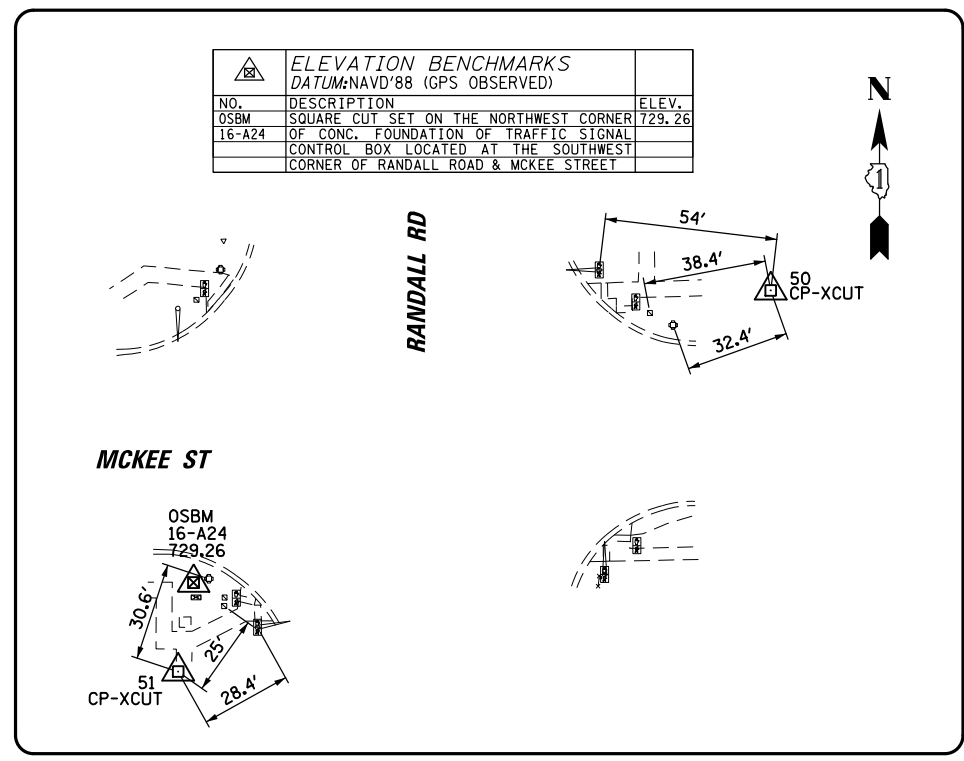 ELEVATION BENCHMARKS
DATUM:NAVD'88 (GPS OBSERVED)
NO. DESCRIPTION ELEV.
OSBM SQUARE CUT SET ON THE NORTHWEST CORNER 729.26
16-A24 OF CONC. FOUNDATION OF TRAFFIC SIGNAL
CONTROL BOX LOCATED AT THE SOUTHWEST
CORNER OF RANDALL ROAD & MCKEE STREET
N
1
RANDALL RD
54'
38.4'
50
CP-XCUT
32.4'
MCKEE ST
OSBM
16-A24
729.26
30.6'
25'
28.4'
51
CP-XCUT